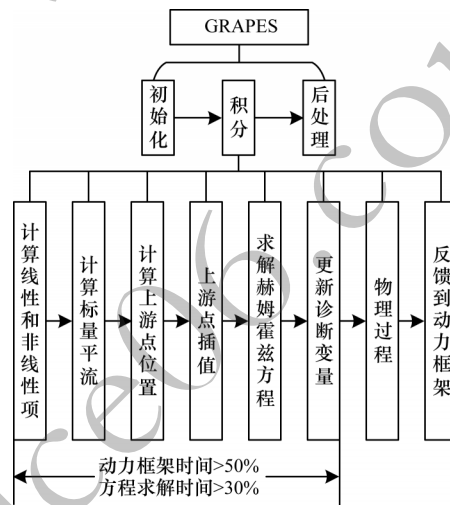 GRAPES
初始化
积分
后处理
计算线性和非线性项
计算标量平流
计算上游点位置
上游点插值
求解赫姆霍兹方程
更新诊断变量
物理过程
反馈到动力框架
动力框架时间>50%
方程求解时间>30%